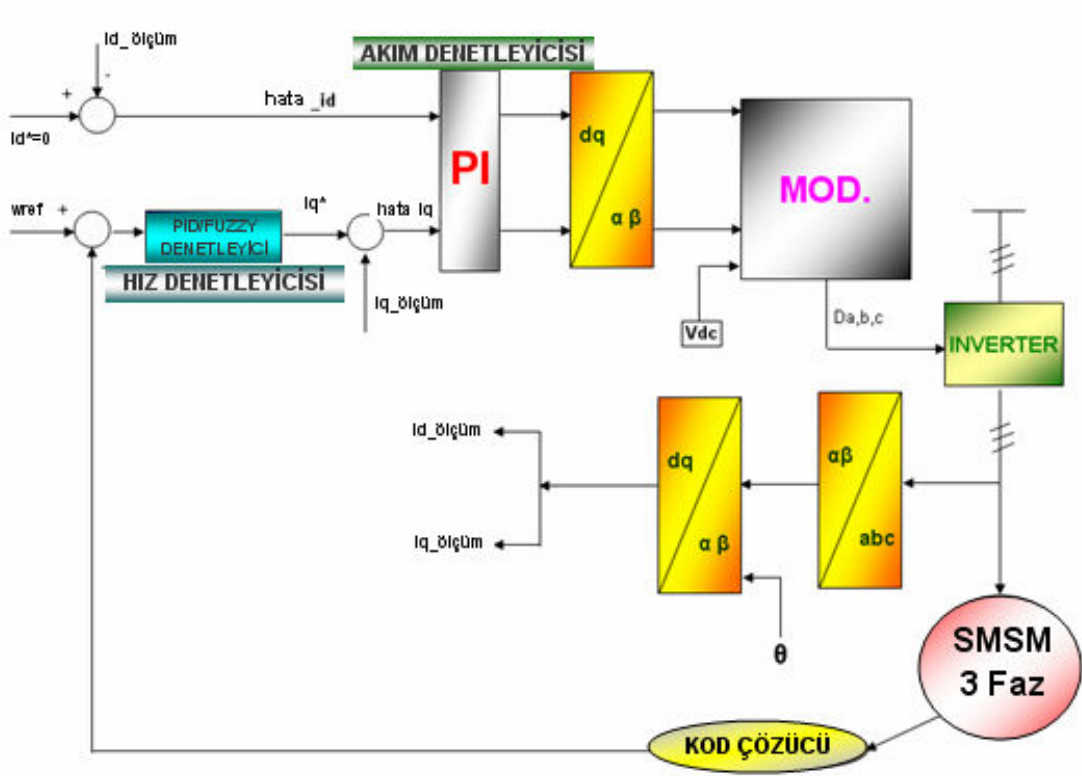 Id_ölçüm
AKIM DENETLEYİCİSİ
-
+
hata _id
Id*=0
PI
dq
α β
MOD.
wref
+
PID/FUZZY
DENETLEYİCİ
Iq*
hata Iq
HIZ DENETLEYİCİSİ
Iq_ölçüm
Vdc
Da,b,c
INVERTER
Id_ölçüm
Iq_ölçüm
dq
α β
αβ
abc
θ
SMSM
3 Faz
KOD ÇÖZÜCÜ